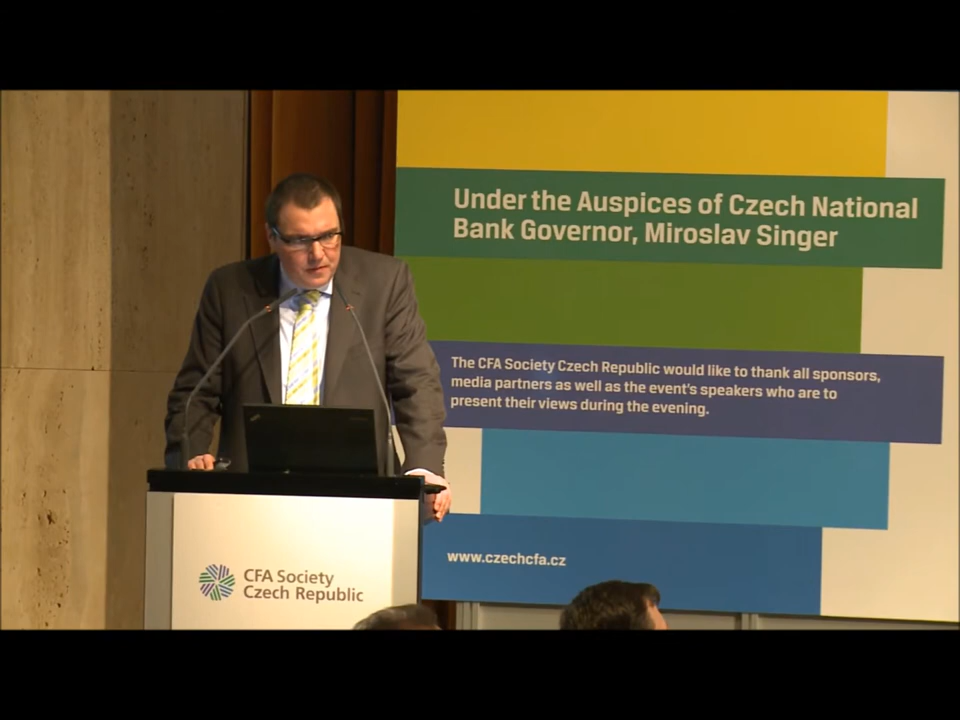 Under the Auspices of Czech National
Bank Governor, Miroslav Singer
The CFA Society Czech Republic would like to thank all sponsors,
media partners as well as the event's speakers who are to
present their views during the evening.
www.czechcfa.cz
CFA Society
Czech Republic